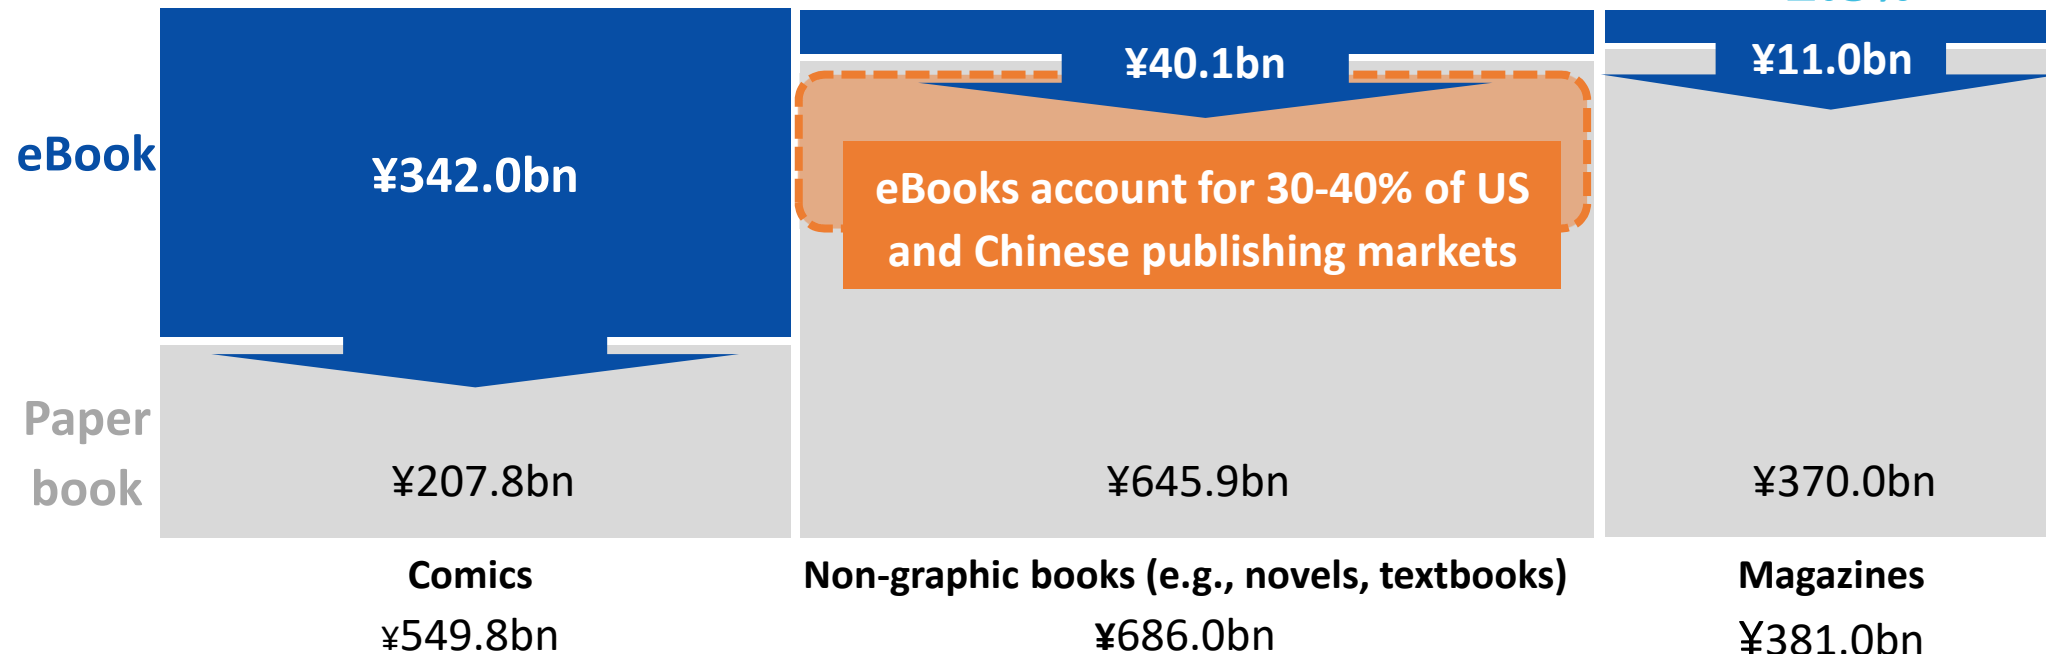 ¥40.1bn
¥11.0bn
eBook
¥342.0bn
eBooks account for 30-40% of US
and Chinese publishing markets
Paper
book
¥207.8bn
¥645.9bn
¥370.0bn
Comics
Non-graphic books (e.g., novels, textbooks)
Magazines
¥549.8bn
¥686.0bn
¥381.0bn